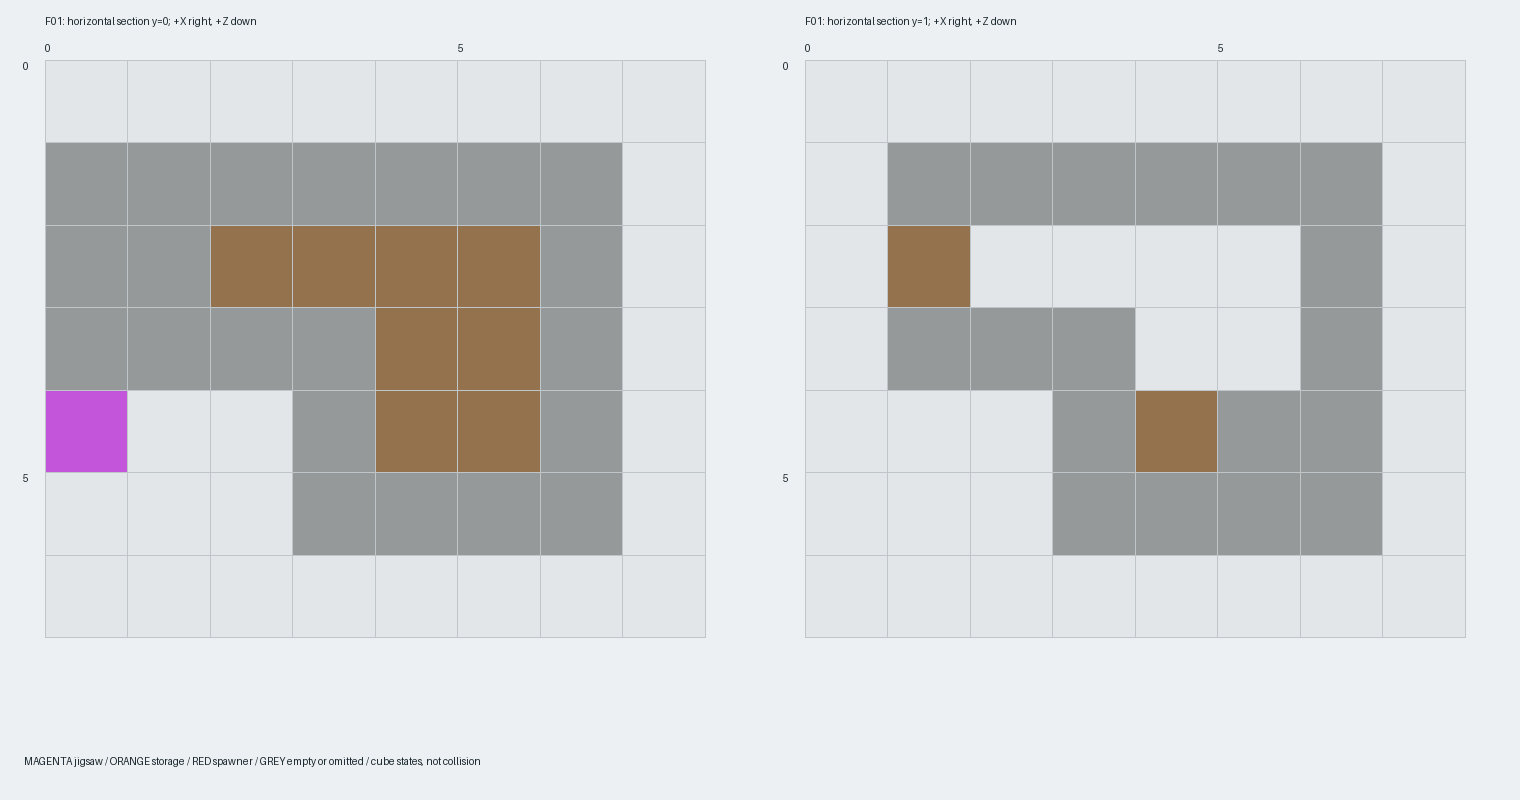 F01: horizontal section y=0; +X right, +Z down
0 5
0
5
F01: horizontal section y=1; +X right, +Z down
0 5
0
5
MAGENTA jigsaw / ORANGE storage / RED spawner / GREY empty or omitted / cube states, not collision